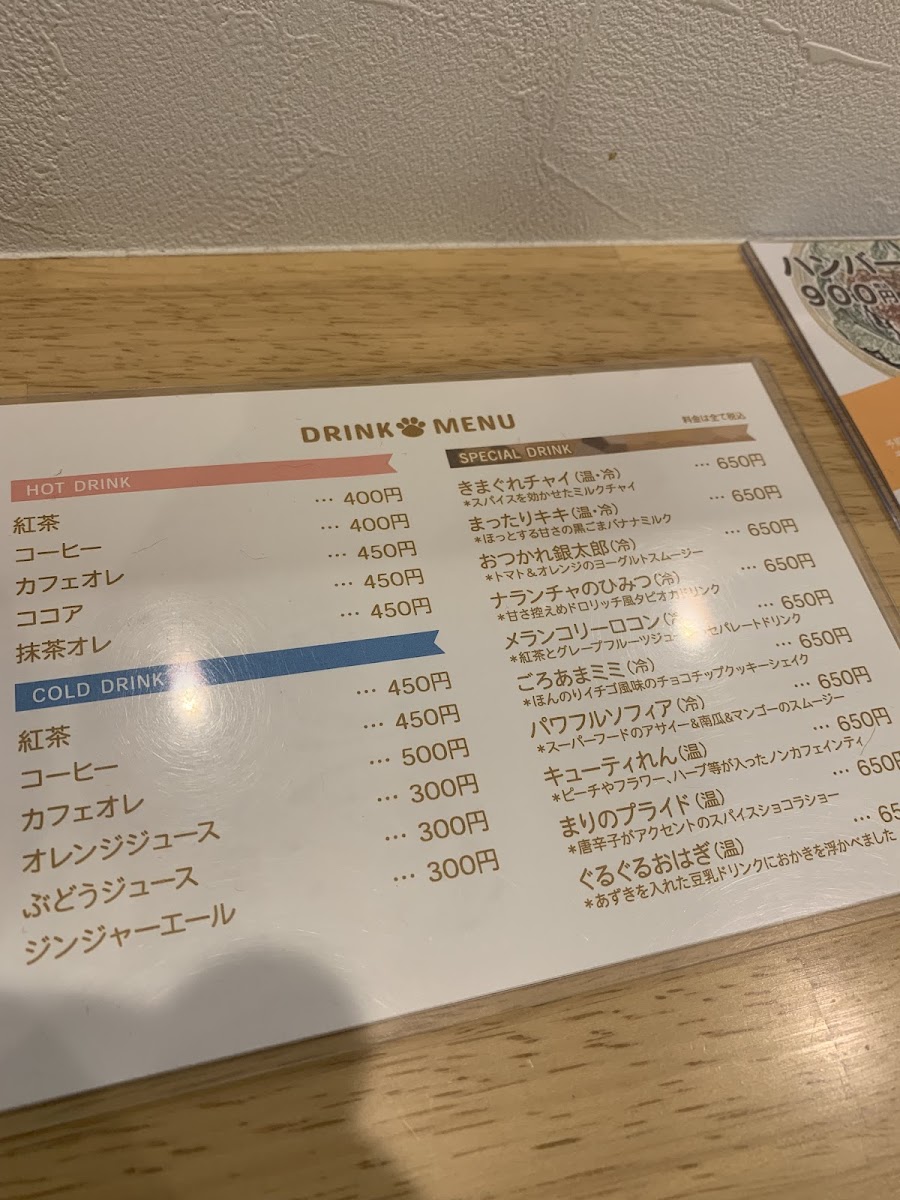 DRINK MENU
料金は全て税込
HOT DRINK
紅茶 … 400円
コーヒー … 400円
カフェオレ … 450円
ココア … 450円
抹茶オレ … 450円
COLD DRINK
紅茶 … 450円
コーヒー … 450円
カフェオレ … 500円
オレンジジュース … 300円
ぶどうジュース … 300円
ジンジャーエール … 300円
SPECIAL DRINK
きまぐれチャイ(温・冷) … 650円
*スパイスを効かせたミルクチャイ
まったりキキ(温・冷) … 650円
*ほっとする甘さの黒ごまバナナミルク
おつかれ銀太郎(冷) … 650円
*トマト&オレンジのヨーグルトスムージー
ナランチャのひみつ(冷) … 650円
*甘さ控えめドロリッチ風タピオカドリンク
メランコリーロコン … 650円
*紅茶とグレープフルーツジュ セパレートドリンク
ごろあまミミ(冷) … 650円
*ほんのりイチゴ風味のチョコチップクッキーシェイク
パワフルソフィア(冷) … 650円
*スーパーフードのアサイー&南瓜&マンゴーのスムージー
キューティれん(温) … 650円
*ピーチやフラワー、ハーブ等が入ったノンカフェインティ
まりのプライド(温) … 650円
*唐辛子がアクセントのスパイスショコラショー
ぐるぐるおはぎ(温) … 65
*あずきを入れた豆乳ドリンクにおかきを浮かべました
ハンバー
900円